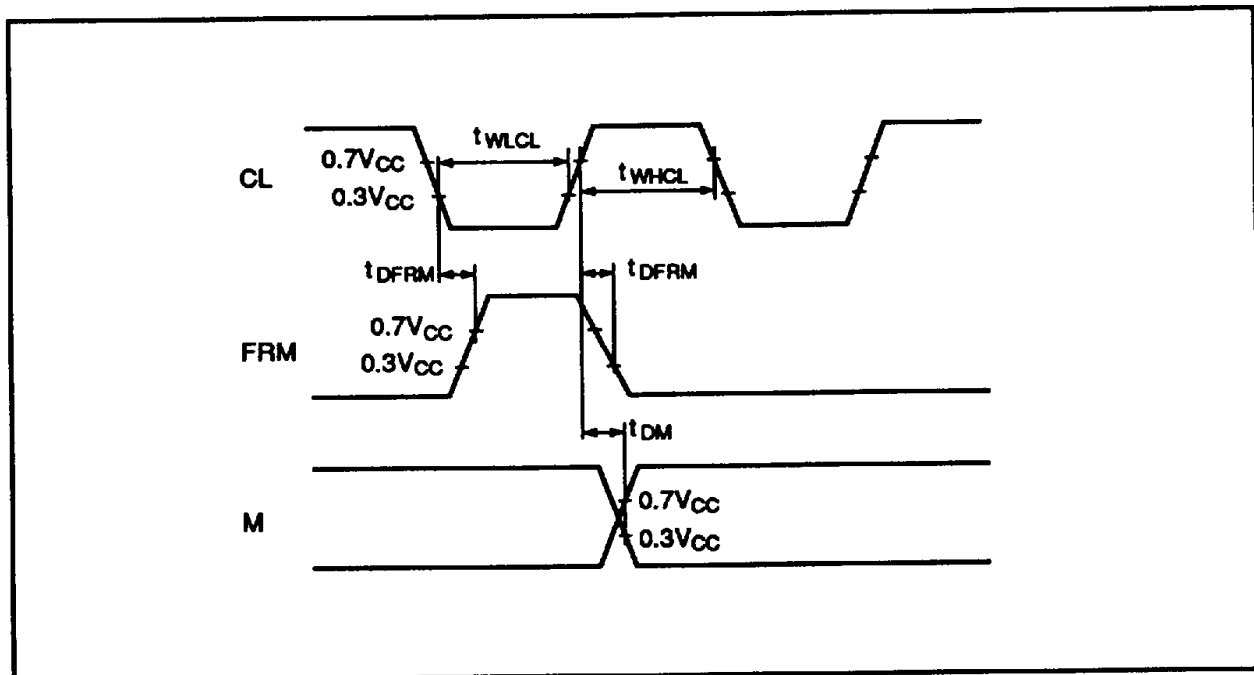 CL
0.7VCC
0.3VCC
tWLCL
tWHCL
tDFRM
tDFRM
FRM
0.7VCC
0.3VCC
tDM
M
0.7VCC
0.3VCC